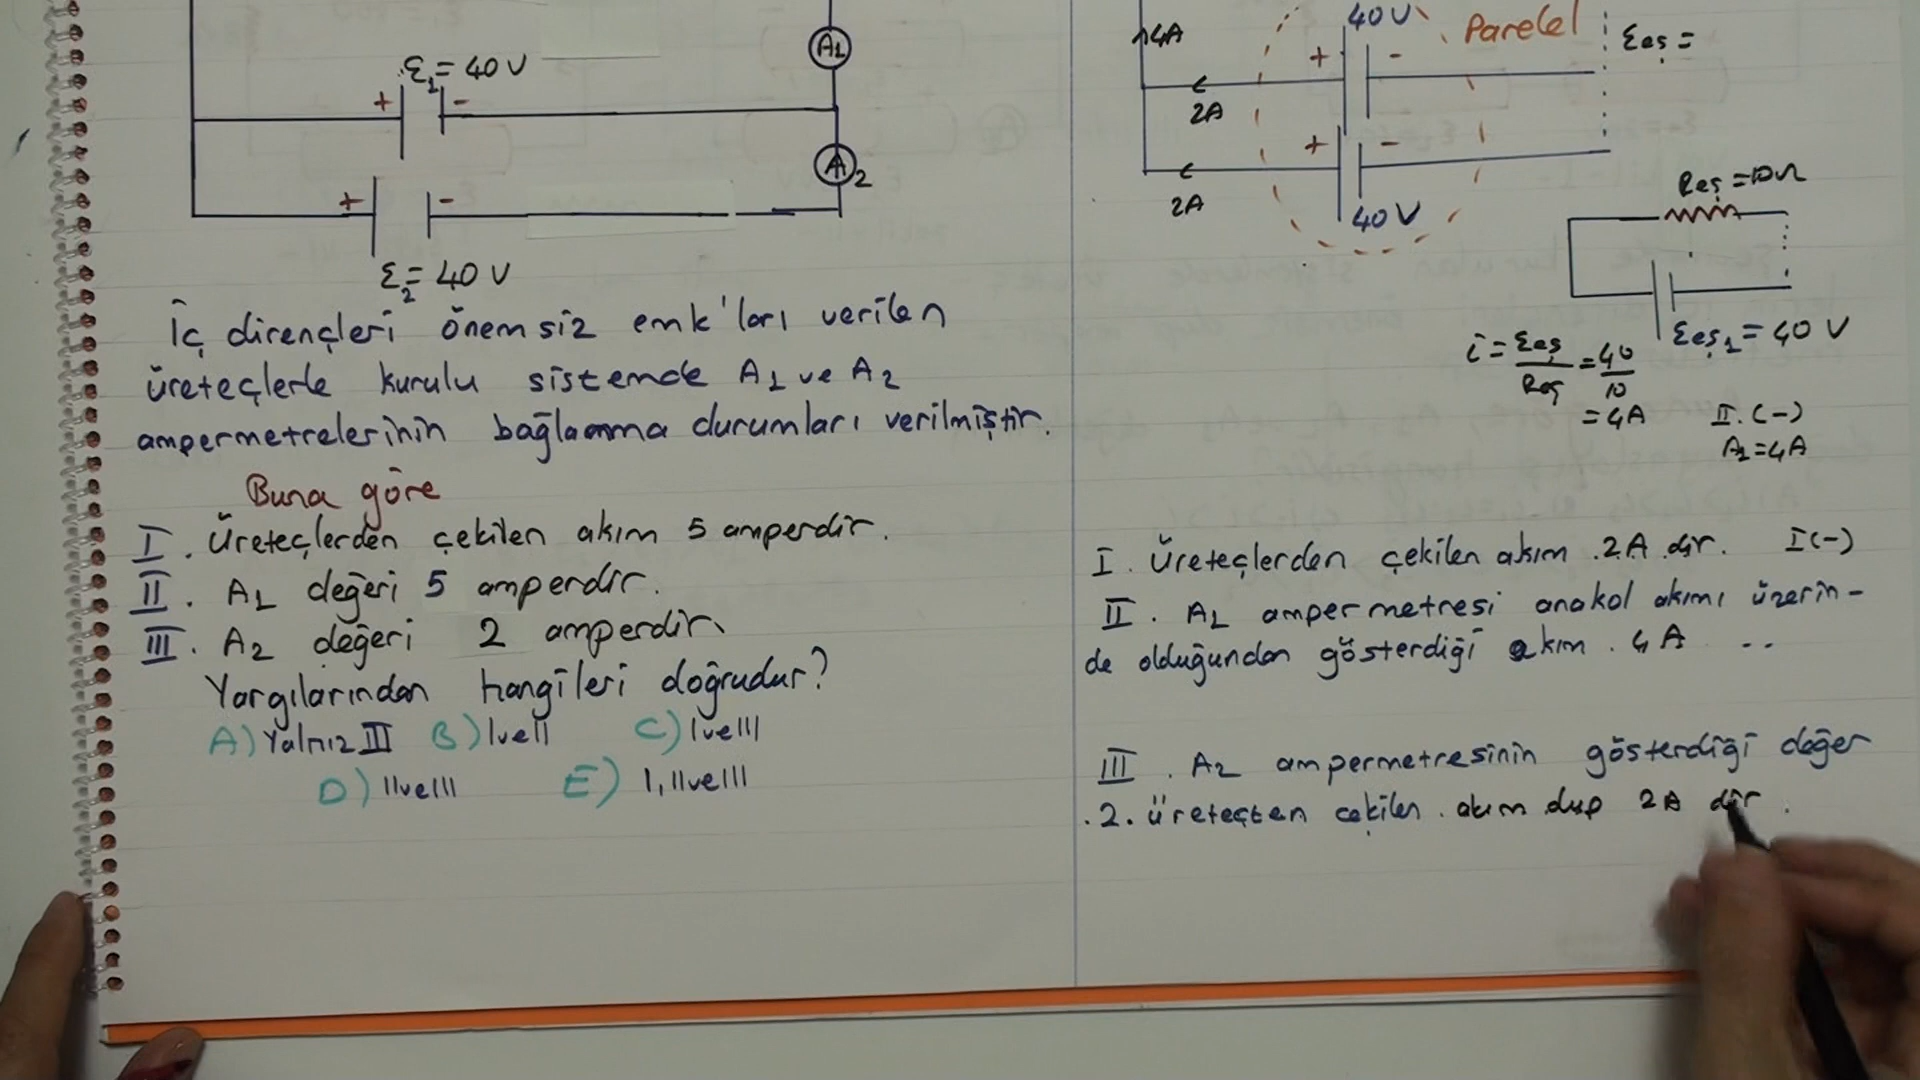 A1
ε1 = 40 V
+ -
A2
+ -
ε2 = 40 V
İç dirençleri önemsiz emk'ları verilen
üreteçlerle kurulu sistemde A1 ve A2
ampermetrelerinin bağlanma durumları verilmiştir.
Buna göre
I. Üreteçlerden çekilen akım 5 amperdir.
II. A1 değeri 5 amperdir.
III. A2 değeri 2 amperdir.
Yargılarından hangileri doğrudur?
A) Yalnız III B) I ve II C) I ve III
D) II ve III E) I, II ve III
4A
40 V
Parelel
εeş =
+ -
2A
+ -
2A
40 V
Reş = 10Ω
εeş1 = 40 V
i = εeş/Reş = 40/10
= 4A
II. (-)
A1 = 4A
I. Üreteçlerden çekilen akım 2A dır. I (-)
II. A1 ampermetresi anakol akımı üzerin-
de olduğundan gösterdiği akım 4A ..
III. A2 ampermetresinin gösterdiği değer
2. üreteçten çekilen akım olup 2A dir.